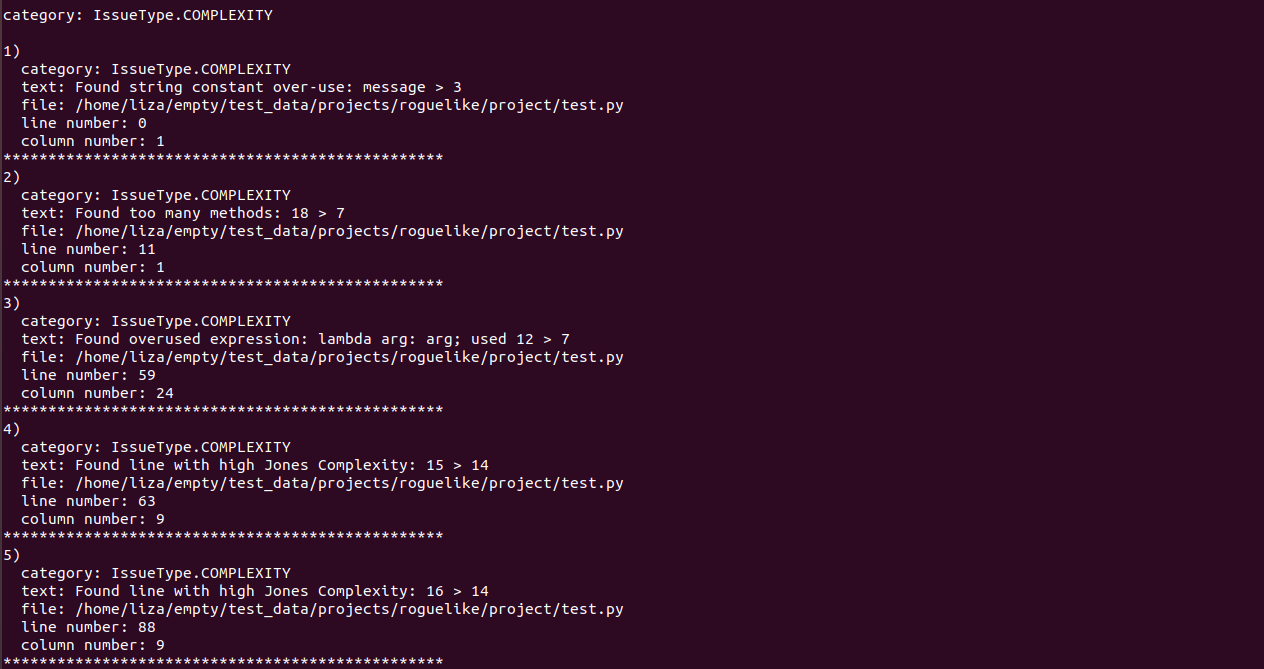 category: IssueType.COMPLEXITY
1)
category: IssueType.COMPLEXITY
text: Found string constant over-use: message > 3
file: /home/liza/empty/test_data/projects/roguelike/project/test.py
line number: 0
column number: 1
*************************************************
2)
category: IssueType.COMPLEXITY
text: Found too many methods: 18 > 7
file: /home/liza/empty/test_data/projects/roguelike/project/test.py
line number: 11
column number: 1
*************************************************
3)
category: IssueType.COMPLEXITY
text: Found overused expression: lambda arg: arg; used 12 > 7
file: /home/liza/empty/test_data/projects/roguelike/project/test.py
line number: 59
column number: 24
*************************************************
4)
category: IssueType.COMPLEXITY
text: Found line with high Jones Complexity: 15 > 14
file: /home/liza/empty/test_data/projects/roguelike/project/test.py
line number: 63
column number: 9
*************************************************
5)
category: IssueType.COMPLEXITY
text: Found line with high Jones Complexity: 16 > 14
file: /home/liza/empty/test_data/projects/roguelike/project/test.py
line number: 88
column number: 9
*************************************************